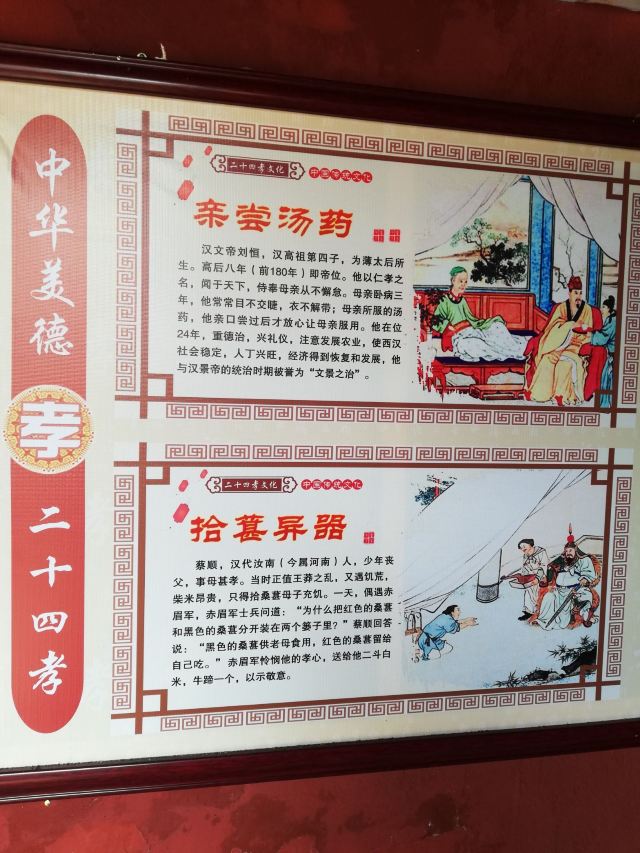 中华美德
孝
二十四孝
二十四孝文化
中国传统文化
亲尝汤药
汉文帝刘恒，汉高祖第四子，为薄太后所
生。高后八年（前180年）即帝位。他以仁孝之
名，闻于天下，侍奉母亲从不懈怠。母亲卧病三
年，他常常目不交睫，衣不解带；母亲所服的汤
药，他亲口尝过后才放心让母亲服用。他在位
24年，重德治，兴礼仪，注意发展农业，使西汉
社会稳定，人丁兴旺，经济得到恢复和发展，他
与汉景帝的统治时期被誉为“文景之治”。
二十四孝文化
中国传统文化
拾葚异器
蔡顺，汉代汝南（今属河南）人，少年丧
父，事母甚孝。当时正值王莽之乱，又遇饥荒，
柴米昂贵，只得拾桑葚母子充饥。一天，偶遇赤
眉军，赤眉军士兵问道：“为什么把红色的桑葚
和黑色的桑葚分开装在两个篓子里？”蔡顺回答
说：“黑色的桑葚供老母食用，红色的桑葚留给
自己吃。”赤眉军怜悯他的孝心，送给他二斗白
米，牛蹄一个，以示敬意。